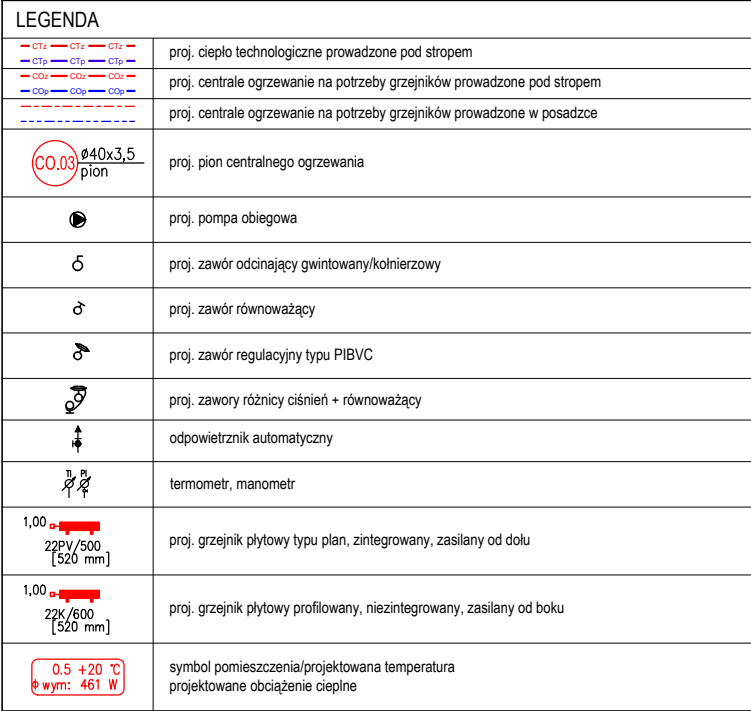 LEGENDA
CTz CTz CTz
CTp CTp CTp
proj. ciepło technologiczne prowadzone pod stropem
COz COz COz
COp COp COp
proj. centrale ogrzewanie na potrzeby grzejników prowadzone pod stropem
proj. centrale ogrzewanie na potrzeby grzejników prowadzone w posadzce
CO.03 ø40x3,5
pion
proj. pion centralnego ogrzewania
proj. pompa obiegowa
proj. zawór odcinający gwintowany/kołnierzowy
proj. zawór równoważący
proj. zawór regulacyjny typu PIBVC
proj. zawory różnicy ciśnień + równoważący
odpowietrznik automatyczny
TI PI
termometr, manometr
1,00
22PV/500
[520 mm]
proj. grzejnik płytowy typu plan, zintegrowany, zasilany od dołu
1,00
22K/600
[520 mm]
proj. grzejnik płytowy profilowany, niezintegrowany, zasilany od boku
0.5 +20 °C
ϕ wym: 461 W
symbol pomieszczenia/projektowana temperatura
projektowane obciążenie cieplne